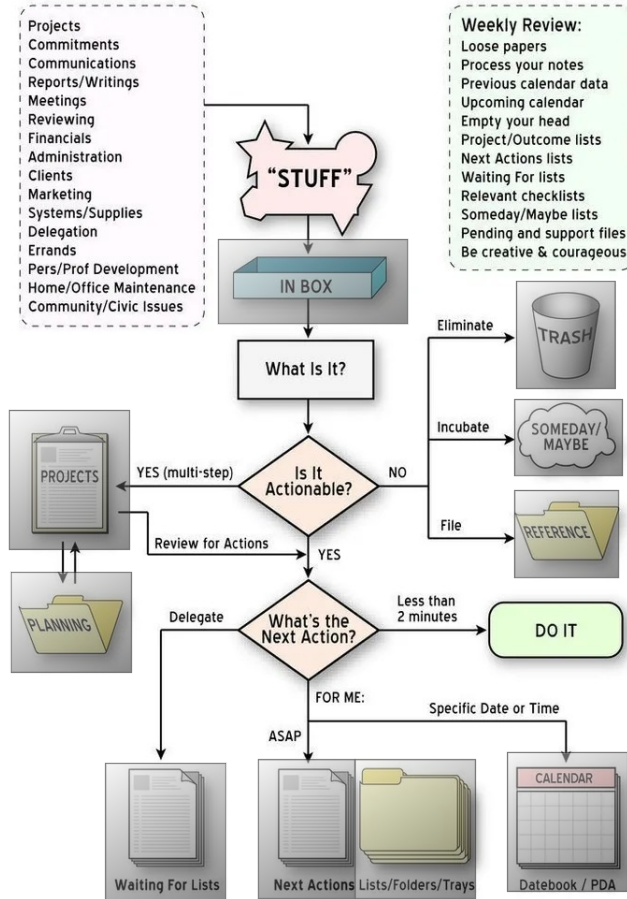 Projects
Commitments
Communications
Reports/Writings
Meetings
Reviewing
Financials
Administration
Clients
Marketing
Systems/Supplies
Delegation
Errands
Pers/Prof Development
Home/Office Maintenance
Community/Civic Issues
Weekly Review:
Loose papers
Process your notes
Previous calendar data
Upcoming calendar
Empty your head
Project/Outcome lists
Next Actions lists
Waiting For lists
Relevant checklists
Someday/Maybe lists
Pending and support files
Be creative & courageous
“STUFF”
IN BOX
What Is It?
Eliminate
TRASH
Incubate
SOMEDAY/
MAYBE
File
REFERENCE
Is It
Actionable?
NO
YES (multi-step)
PROJECTS
Review for Actions
YES
PLANNING
What's the
Next Action?
Delegate
Less than
2 minutes
DO IT
FOR ME:
Specific Date or Time
ASAP
CALENDAR
Waiting For Lists
Next Actions
Lists/Folders/Trays
Datebook / PDA